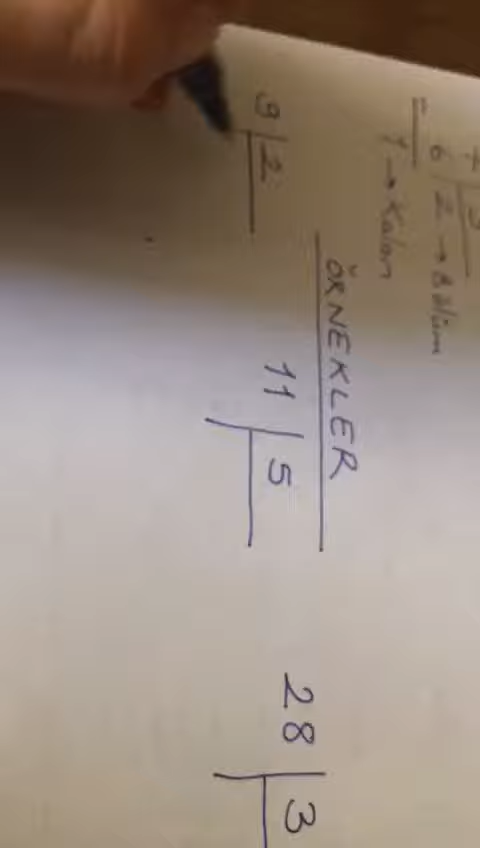 6 2 → Bölüm
1 → Kalan
ÖRNEKLER
9 2 11 5 28 3